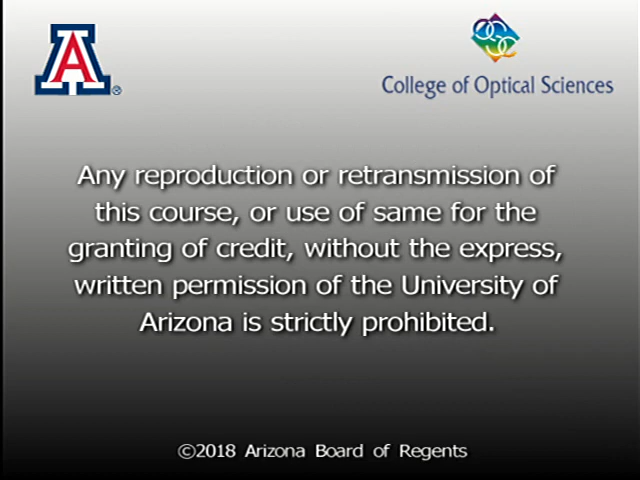 A
®
College of Optical Sciences
Any reproduction or retransmission of
this course, or use of same for the
granting of credit, without the express,
written permission of the University of
Arizona is strictly prohibited.
©2018 Arizona Board of Regents